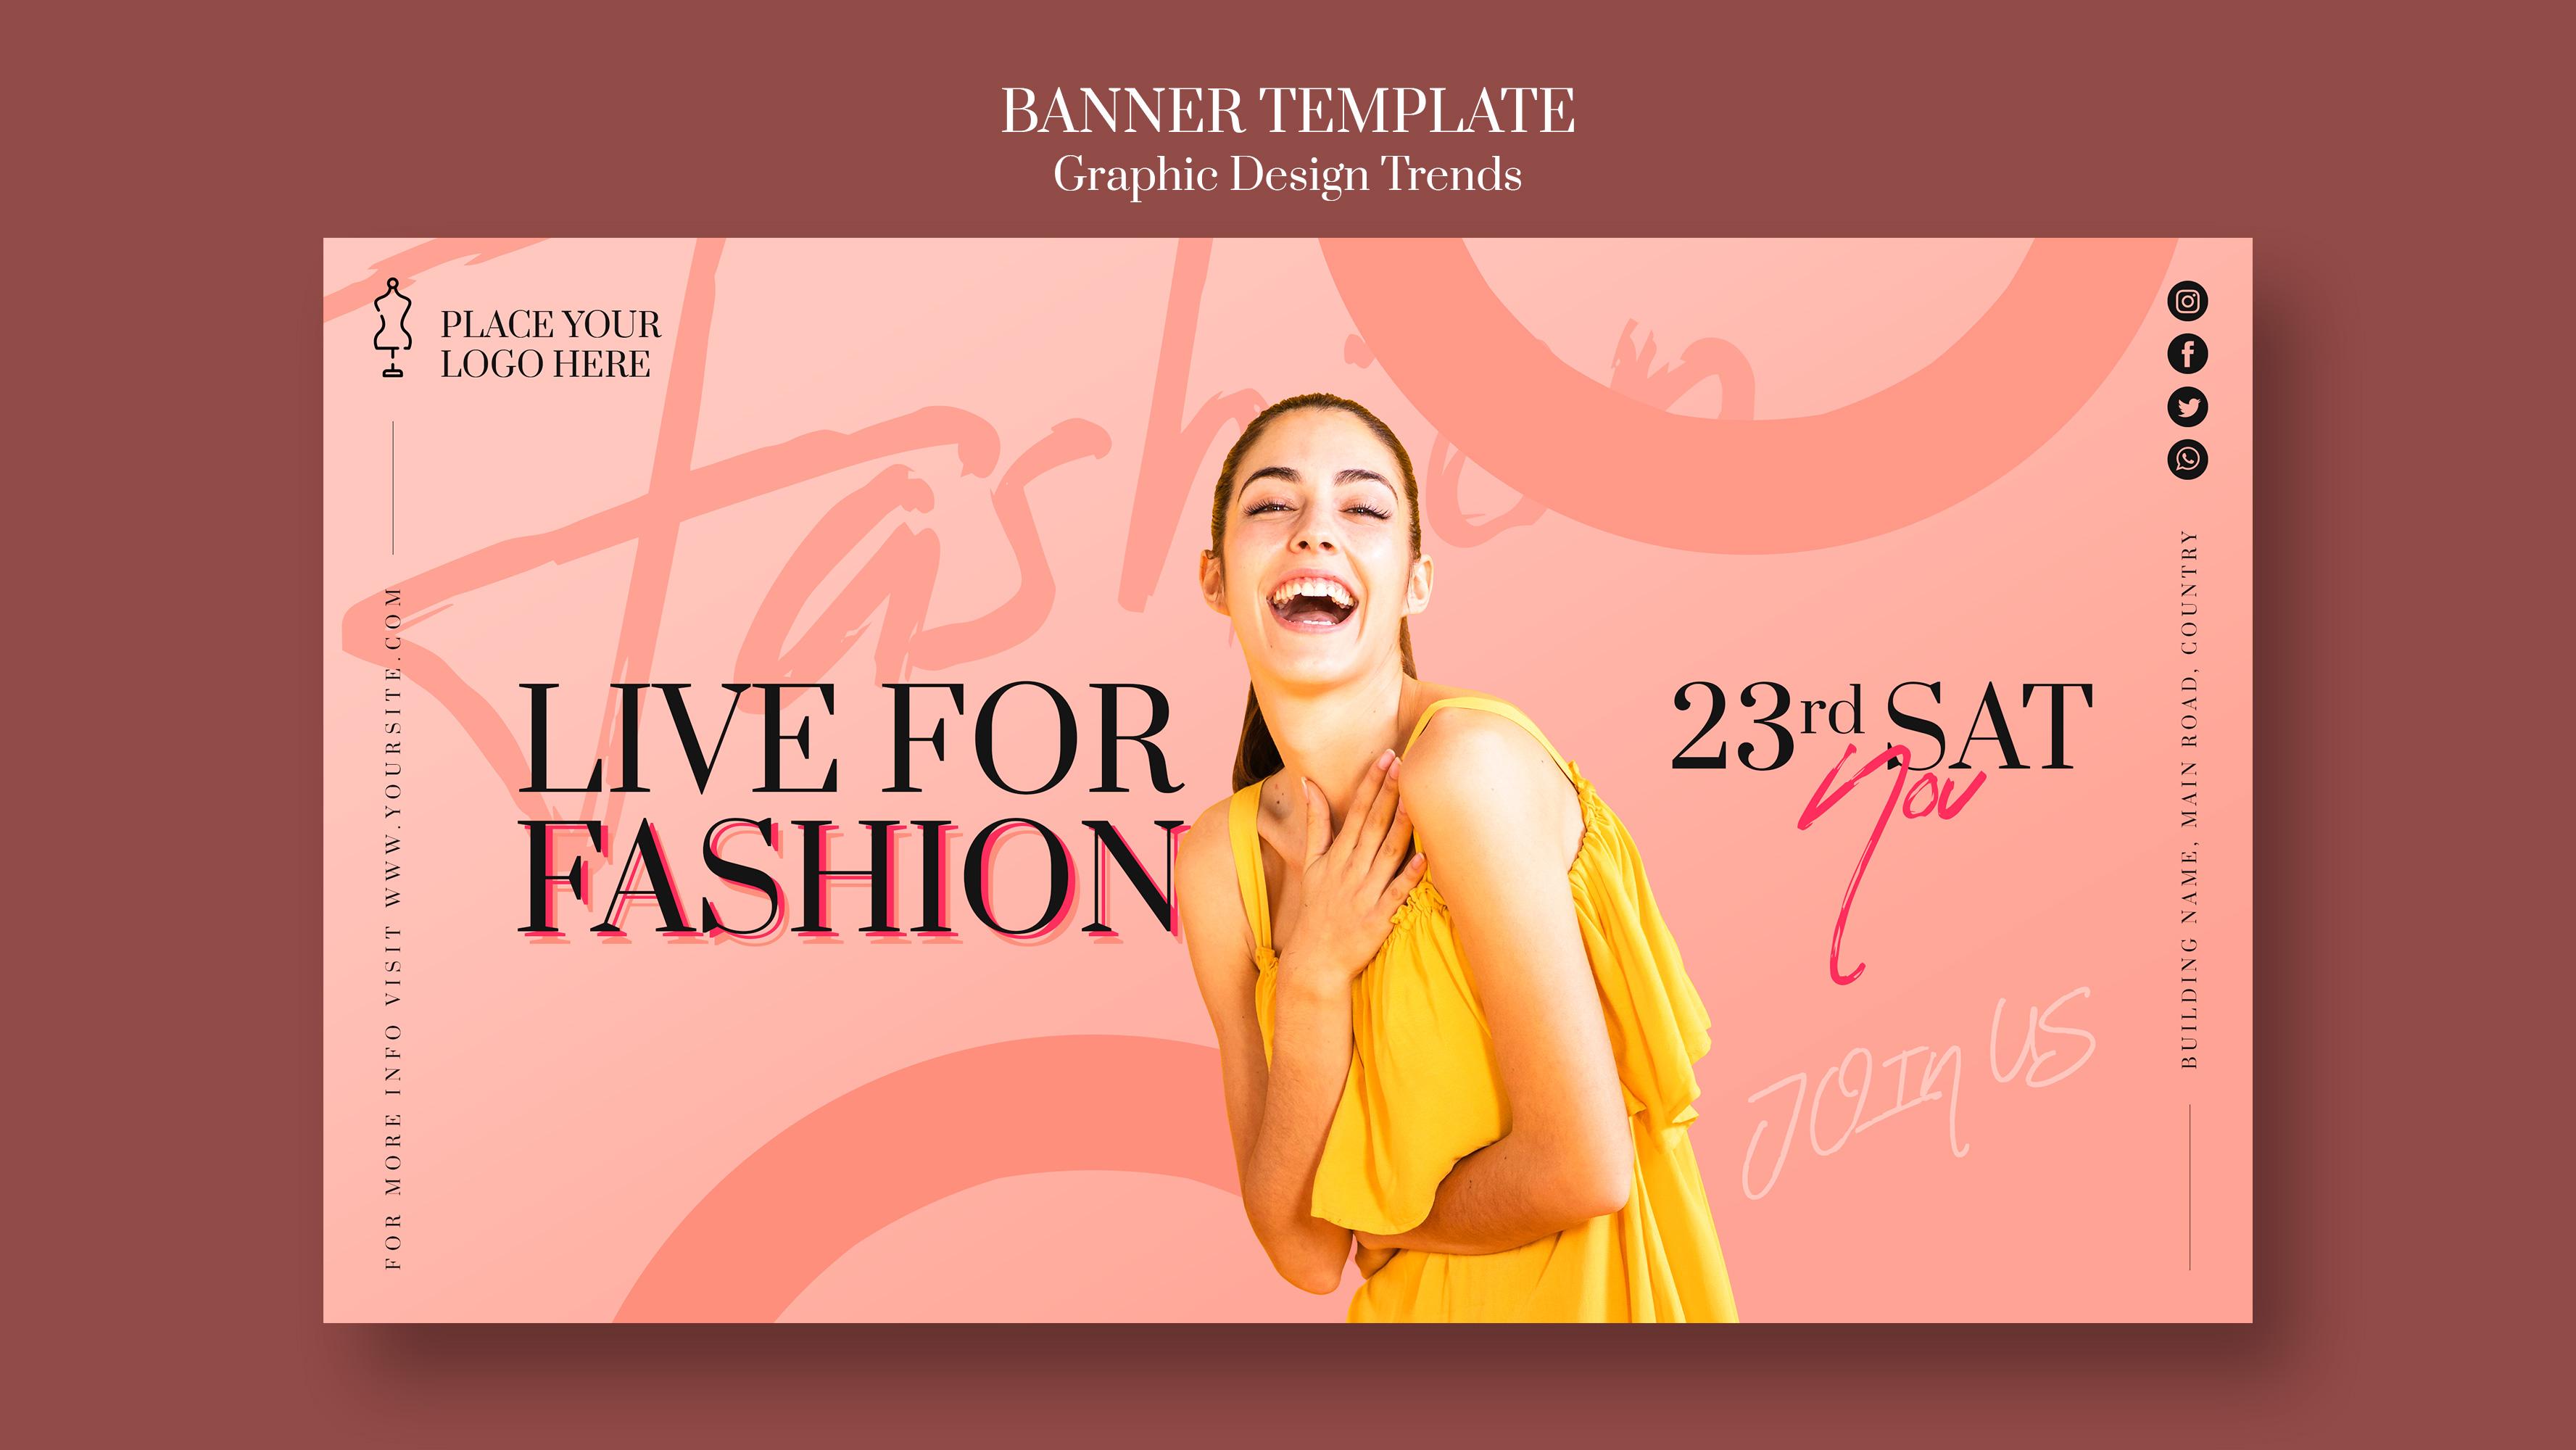 BANNER TEMPLATE
Graphic Design Trends
PLACE YOUR
LOGO HERE
Fashion
FOR MORE INFO VISIT WWW.YOURSITE.COM
LIVE FOR
FASHION
23rd SAT
Nov
JOIN US
BUILDING NAME, MAIN ROAD, COUNTRY